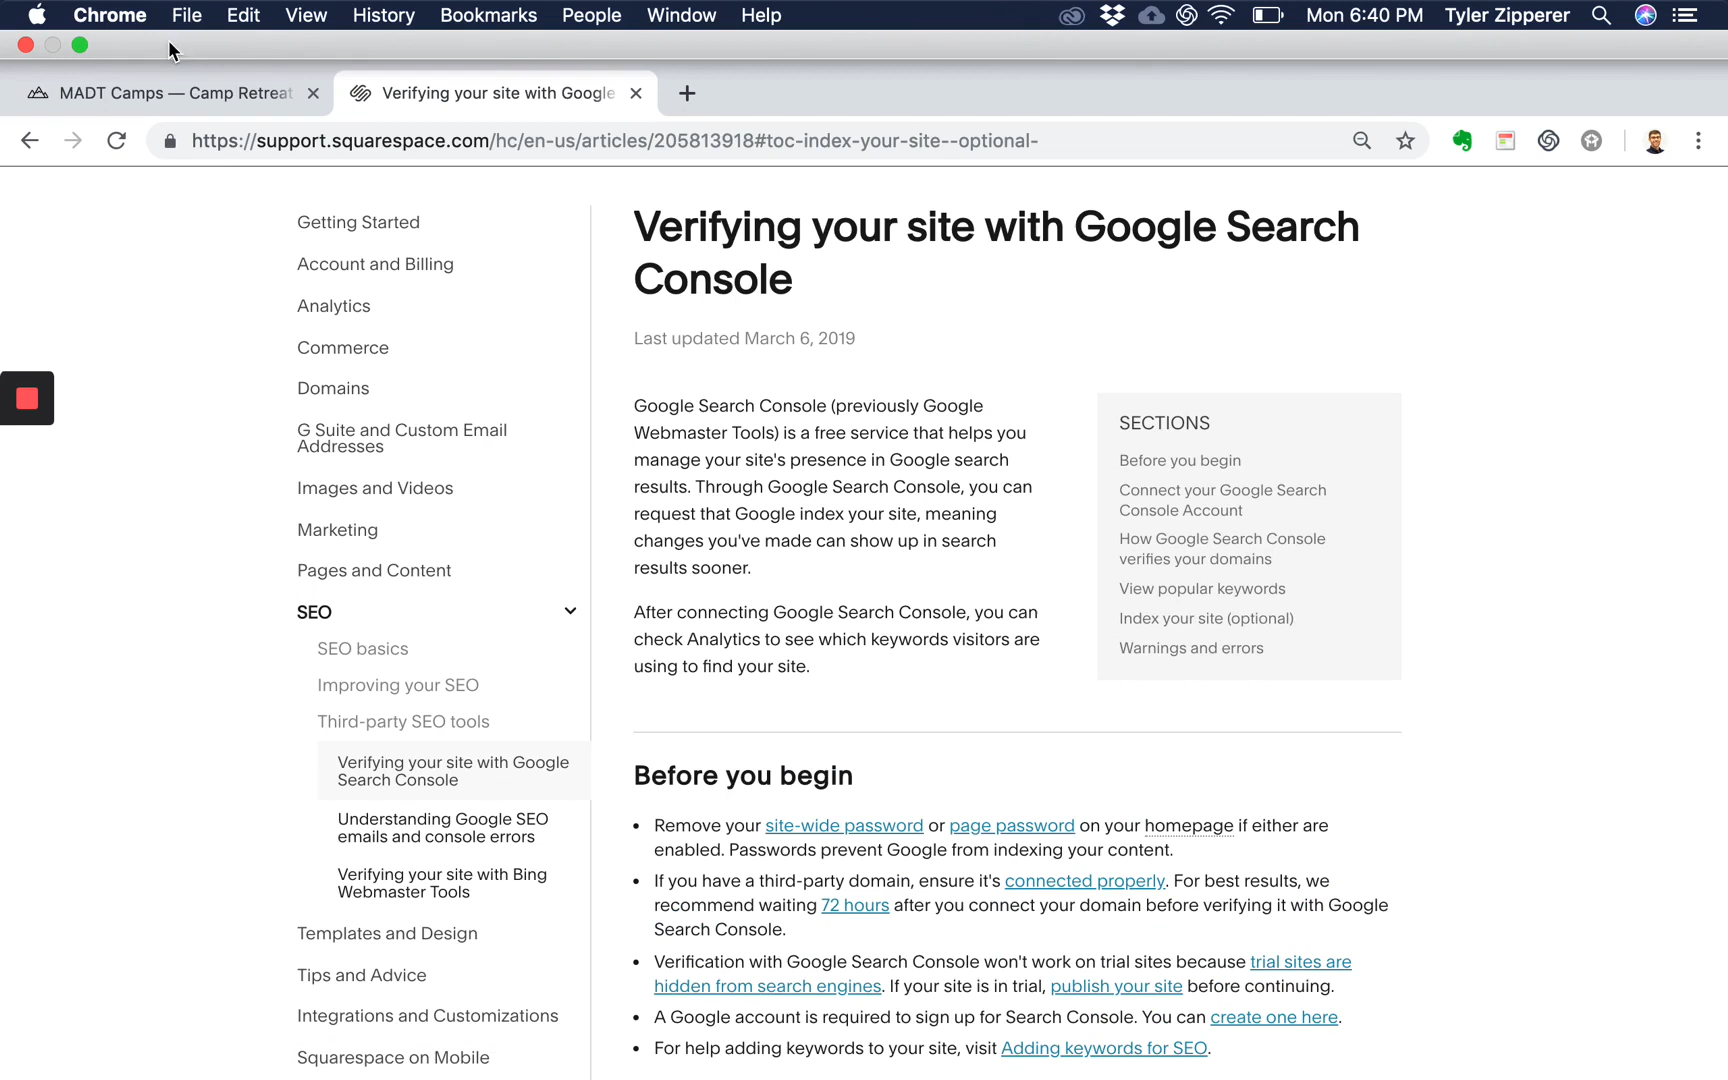 Chrome File Edit View History Bookmarks People Window Help Mon 6:40 PM Tyler Zipperer
MADT Camps — Camp Retreat Verifying your site with Google
https://support.squarespace.com/hc/en-us/articles/205813918#toc-index-your-site--optional-
Getting Started
Account and Billing
Analytics
Commerce
Domains
G Suite and Custom Email
Addresses
Images and Videos
Marketing
Pages and Content
SEO
SEO basics
Improving your SEO
Third-party SEO tools
Verifying your site with Google
Search Console
Understanding Google SEO
emails and console errors
Verifying your site with Bing
Webmaster Tools
Templates and Design
Tips and Advice
Integrations and Customizations
Squarespace on Mobile
Verifying your site with Google Search
Console
Last updated March 6, 2019
Google Search Console (previously Google
Webmaster Tools) is a free service that helps you
manage your site's presence in Google search
results. Through Google Search Console, you can
request that Google index your site, meaning
changes you've made can show up in search
results sooner.
After connecting Google Search Console, you can
check Analytics to see which keywords visitors are
using to find your site.
SECTIONS
Before you begin
Connect your Google Search
Console Account
How Google Search Console
verifies your domains
View popular keywords
Index your site (optional)
Warnings and errors
Before you begin
• Remove your site-wide password or page password on your homepage if either are
enabled. Passwords prevent Google from indexing your content.
• If you have a third-party domain, ensure it's connected properly. For best results, we
recommend waiting 72 hours after you connect your domain before verifying it with Google
Search Console.
• Verification with Google Search Console won't work on trial sites because trial sites are
hidden from search engines. If your site is in trial, publish your site before continuing.
• A Google account is required to sign up for Search Console. You can create one here.
• For help adding keywords to your site, visit Adding keywords for SEO.